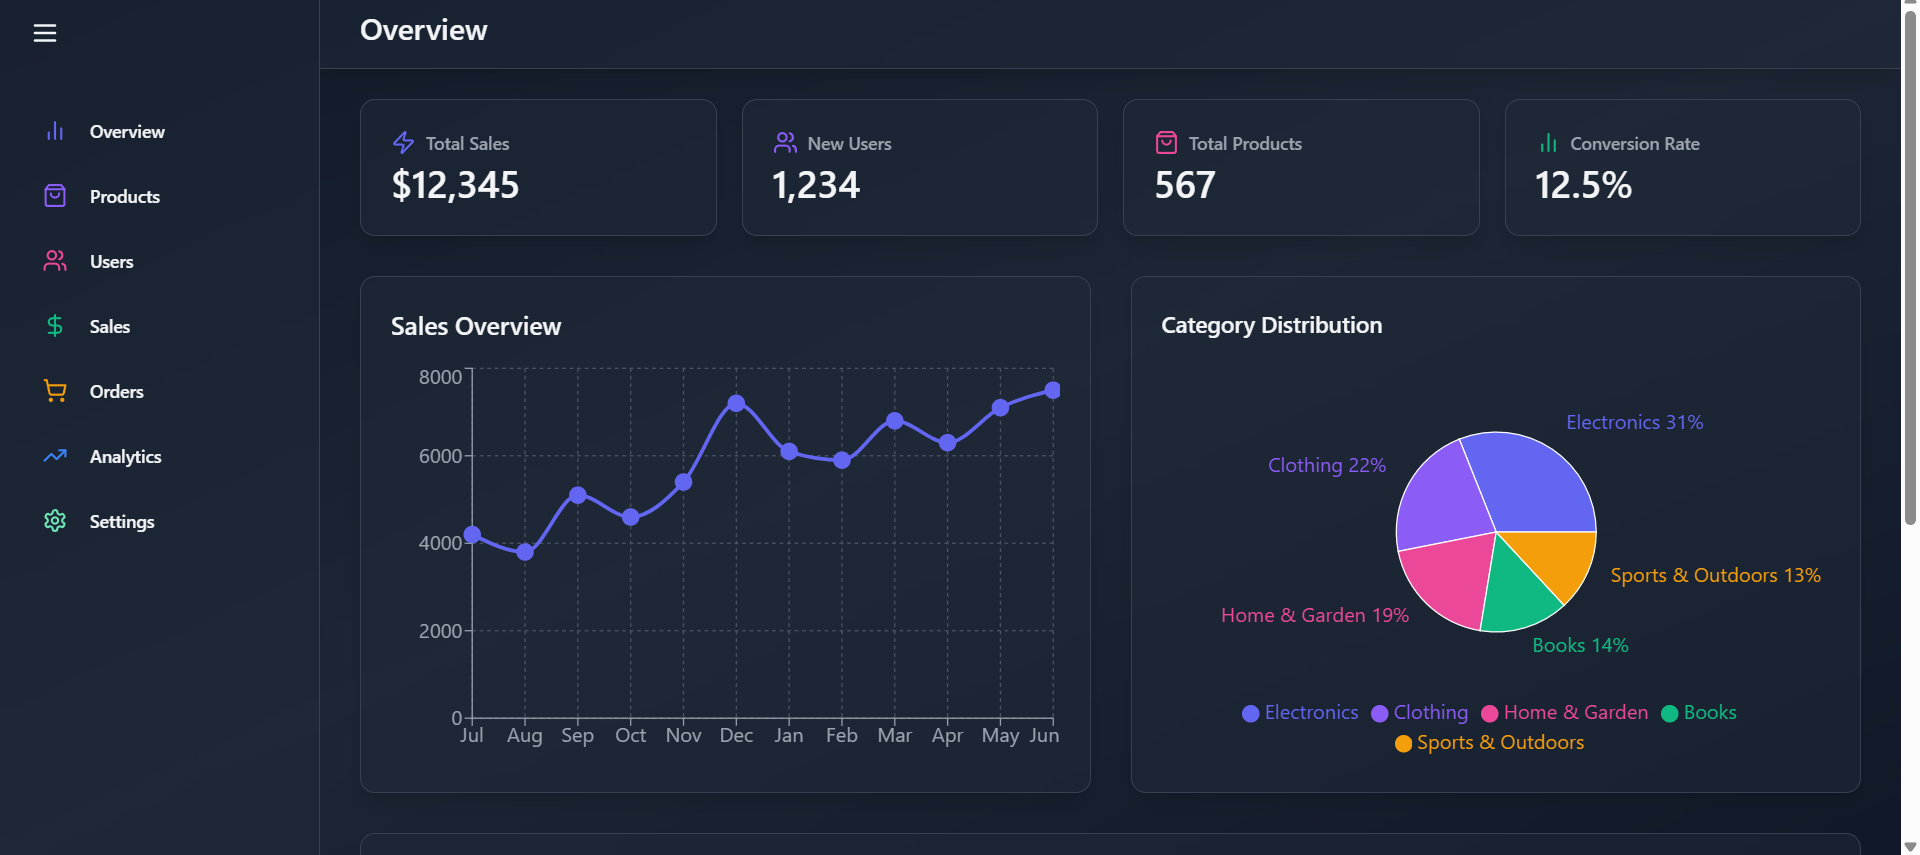 Overview
Overview
Products
Users
Sales
Orders
Analytics
Settings
Total Sales
$12,345
New Users
1,234
Total Products
567
Conversion Rate
12.5%
Sales Overview
8000
6000
4000
2000
0
Jul Aug Sep Oct Nov Dec Jan Feb Mar Apr May Jun
Category Distribution
Electronics 31%
Clothing 22%
Sports & Outdoors 13%
Home & Garden 19%
Books 14%
Electronics Clothing Home & Garden Books
Sports & Outdoors